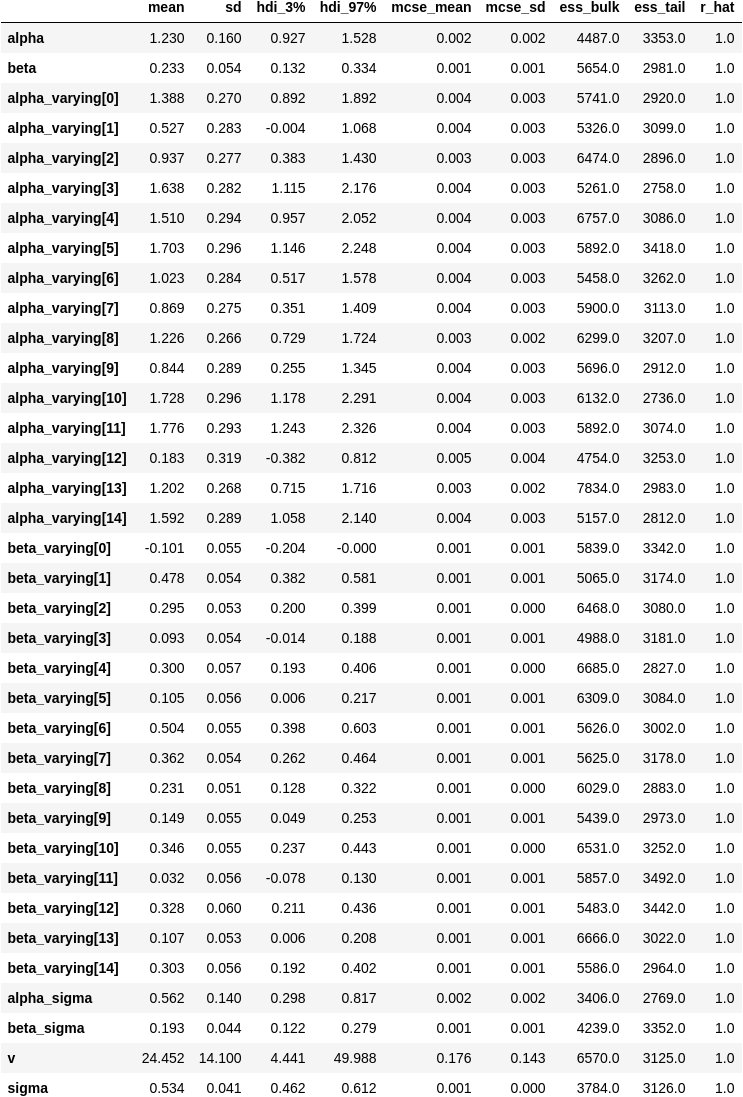 mean sd hdi_3% hdi_97% mcse_mean mcse_sd ess_bulk ess_tail r_hat
alpha 1.230 0.160 0.927 1.528 0.002 0.002 4487.0 3353.0 1.0
beta 0.233 0.054 0.132 0.334 0.001 0.001 5654.0 2981.0 1.0
alpha_varying[0] 1.388 0.270 0.892 1.892 0.004 0.003 5741.0 2920.0 1.0
alpha_varying[1] 0.527 0.283 -0.004 1.068 0.004 0.003 5326.0 3099.0 1.0
alpha_varying[2] 0.937 0.277 0.383 1.430 0.003 0.003 6474.0 2896.0 1.0
alpha_varying[3] 1.638 0.282 1.115 2.176 0.004 0.003 5261.0 2758.0 1.0
alpha_varying[4] 1.510 0.294 0.957 2.052 0.004 0.003 6757.0 3086.0 1.0
alpha_varying[5] 1.703 0.296 1.146 2.248 0.004 0.003 5892.0 3418.0 1.0
alpha_varying[6] 1.023 0.284 0.517 1.578 0.004 0.003 5458.0 3262.0 1.0
alpha_varying[7] 0.869 0.275 0.351 1.409 0.004 0.003 5900.0 3113.0 1.0
alpha_varying[8] 1.226 0.266 0.729 1.724 0.003 0.002 6299.0 3207.0 1.0
alpha_varying[9] 0.844 0.289 0.255 1.345 0.004 0.003 5696.0 2912.0 1.0
alpha_varying[10] 1.728 0.296 1.178 2.291 0.004 0.003 6132.0 2736.0 1.0
alpha_varying[11] 1.776 0.293 1.243 2.326 0.004 0.003 5892.0 3074.0 1.0
alpha_varying[12] 0.183 0.319 -0.382 0.812 0.005 0.004 4754.0 3253.0 1.0
alpha_varying[13] 1.202 0.268 0.715 1.716 0.003 0.002 7834.0 2983.0 1.0
alpha_varying[14] 1.592 0.289 1.058 2.140 0.004 0.003 5157.0 2812.0 1.0
beta_varying[0] -0.101 0.055 -0.204 -0.000 0.001 0.001 5839.0 3342.0 1.0
beta_varying[1] 0.478 0.054 0.382 0.581 0.001 0.001 5065.0 3174.0 1.0
beta_varying[2] 0.295 0.053 0.200 0.399 0.001 0.000 6468.0 3080.0 1.0
beta_varying[3] 0.093 0.054 -0.014 0.188 0.001 0.001 4988.0 3181.0 1.0
beta_varying[4] 0.300 0.057 0.193 0.406 0.001 0.000 6685.0 2827.0 1.0
beta_varying[5] 0.105 0.056 0.006 0.217 0.001 0.001 6309.0 3084.0 1.0
beta_varying[6] 0.504 0.055 0.398 0.603 0.001 0.001 5626.0 3002.0 1.0
beta_varying[7] 0.362 0.054 0.262 0.464 0.001 0.001 5625.0 3178.0 1.0
beta_varying[8] 0.231 0.051 0.128 0.322 0.001 0.000 6029.0 2883.0 1.0
beta_varying[9] 0.149 0.055 0.049 0.253 0.001 0.001 5439.0 2973.0 1.0
beta_varying[10] 0.346 0.055 0.237 0.443 0.001 0.000 6531.0 3252.0 1.0
beta_varying[11] 0.032 0.056 -0.078 0.130 0.001 0.001 5857.0 3492.0 1.0
beta_varying[12] 0.328 0.060 0.211 0.436 0.001 0.001 5483.0 3442.0 1.0
beta_varying[13] 0.107 0.053 0.006 0.208 0.001 0.001 6666.0 3022.0 1.0
beta_varying[14] 0.303 0.056 0.192 0.402 0.001 0.001 5586.0 2964.0 1.0
alpha_sigma 0.562 0.140 0.298 0.817 0.002 0.002 3406.0 2769.0 1.0
beta_sigma 0.193 0.044 0.122 0.279 0.001 0.001 4239.0 3352.0 1.0
v 24.452 14.100 4.441 49.988 0.176 0.143 6570.0 3125.0 1.0
sigma 0.534 0.041 0.462 0.612 0.001 0.000 3784.0 3126.0 1.0